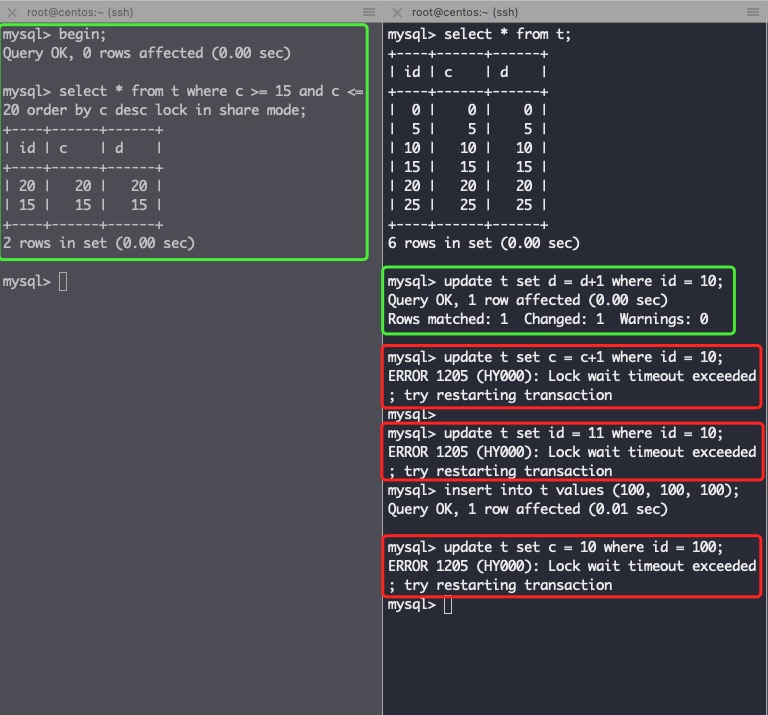 root@centos:~ (ssh)
mysql> begin;
Query OK, 0 rows affected (0.00 sec)
mysql> select * from t where c >= 15 and c <=
20 order by c desc lock in share mode;
+----+------+------+
| id | c    | d    |
+----+------+------+
| 20 |   20 |   20 |
| 15 |   15 |   15 |
+----+------+------+
2 rows in set (0.00 sec)
mysql>
root@centos:~ (ssh)
mysql> select * from t;
+----+------+------+
| id | c    | d    |
+----+------+------+
|  0 |    0 |    0 |
|  5 |    5 |    5 |
| 10 |   10 |   10 |
| 15 |   15 |   15 |
| 20 |   20 |   20 |
| 25 |   25 |   25 |
+----+------+------+
6 rows in set (0.00 sec)
mysql> update t set d = d+1 where id = 10;
Query OK, 1 row affected (0.00 sec)
Rows matched: 1  Changed: 1  Warnings: 0
mysql> update t set c = c+1 where id = 10;
ERROR 1205 (HY000): Lock wait timeout exceeded
; try restarting transaction
mysql>
mysql> update t set id = 11 where id = 10;
ERROR 1205 (HY000): Lock wait timeout exceeded
; try restarting transaction
mysql> insert into t values (100, 100, 100);
Query OK, 1 row affected (0.01 sec)
mysql> update t set c = 10 where id = 100;
ERROR 1205 (HY000): Lock wait timeout exceeded
; try restarting transaction
mysql>